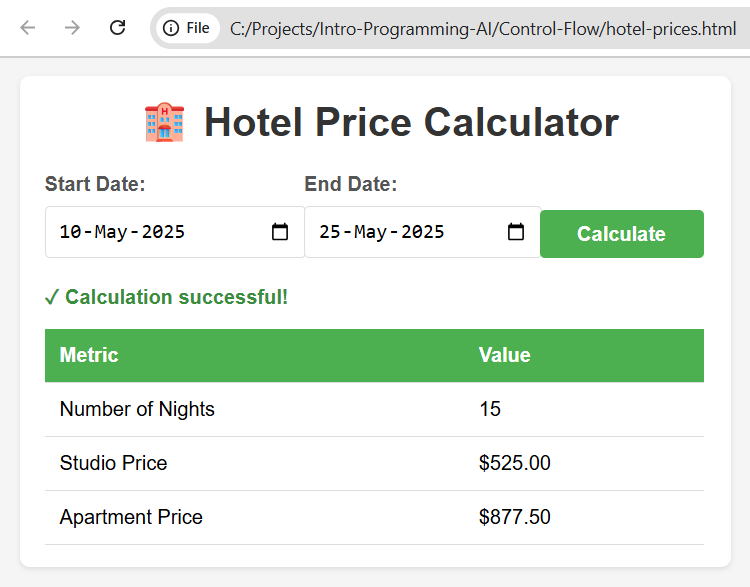 File C:/Projects/Intro-Programming-AI/Control-Flow/hotel-prices.html
H Hotel Price Calculator
Start Date: End Date:
10-May-2025 25-May-2025 Calculate
✓ Calculation successful!
Metric Value
Number of Nights 15
Studio Price $525.00
Apartment Price $877.50